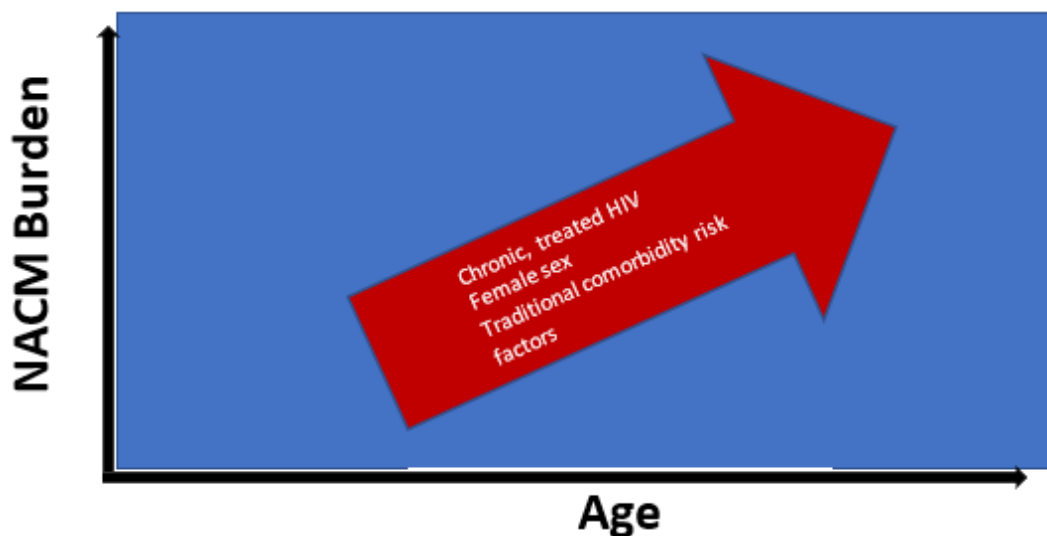 NACM Burden
Chronic, treated HIV
Female sex
Traditional comorbidity risk
factors
Age